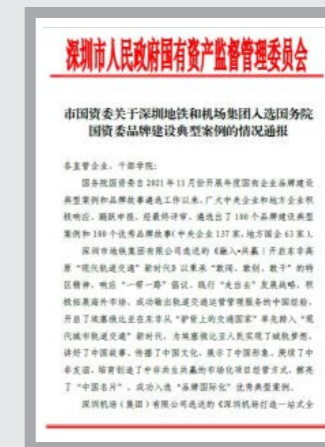 深圳市人民政府国有资产监督管理委员会
市国资委关于深圳地铁和机场集团入选国务院
国资委品牌建设典型案例的情况通报
各直管企业、干部学院：
国务院国资委自 2021 年 11 月份开展年度国有企业品牌建设
典型案例和品牌故事遴选工作以来，广大中央企业和地方企业积
极响应、踊跃申报，经最终评审，遴选出了 100 个品牌建设典型
案例和 100 个优秀品牌故事（中央企业 137 家，地方国企 63 家）。
深圳市地铁集团有限公司选送的《融入+共赢｜开启东非高
原“现代轨道交通”新时代》以秉承“敢闯、敢创、敢干”的特
区精神，响应“一带一路”倡议，践行“走出去”发展战略，积
极拓展海外市场，成功输出轨道交通运营管理服务的中国经验，
开启了埃塞俄比亚在东非从“驴背上的交通国家”率先跨入“现
代城市轨道交通”新时代，为埃塞俄比亚人民实现了城轨梦想，
讲好了中国故事，传播了中国文化，展示了中国形象，赓续了中
非友谊，培育创造了中非共生共赢的市场化项目经营方式，擦亮
了“中国名片”，成功入选“品牌国际化”优秀典型案例。
深圳机场（集团）有限公司选送的《深圳机场打造一站式全